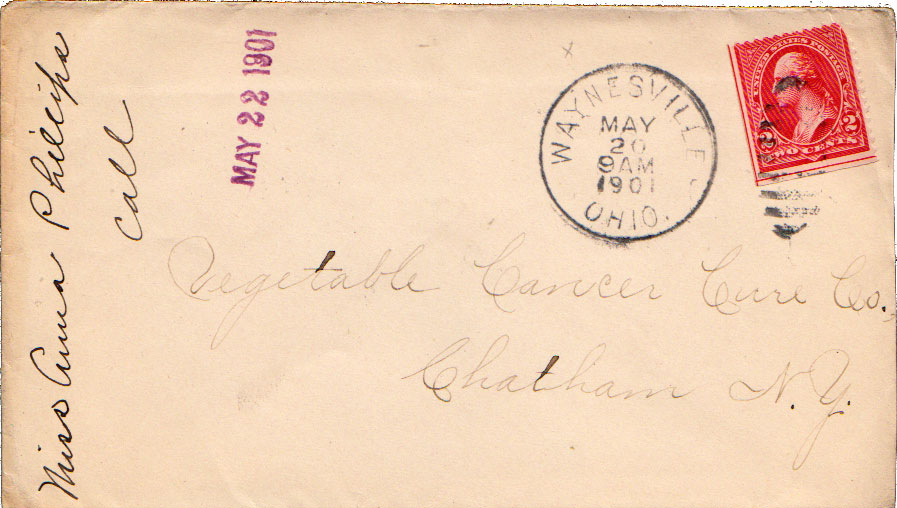 Miss Anna Phillips
Call
MAY 22 1901
WAYNESVILLE
MAY
20
9AM
1901
OHIO.
UNITED STATES POSTAGE
2 2
TWO CENTS
Vegetable Cancer Cure Co.
Chatham N.Y.